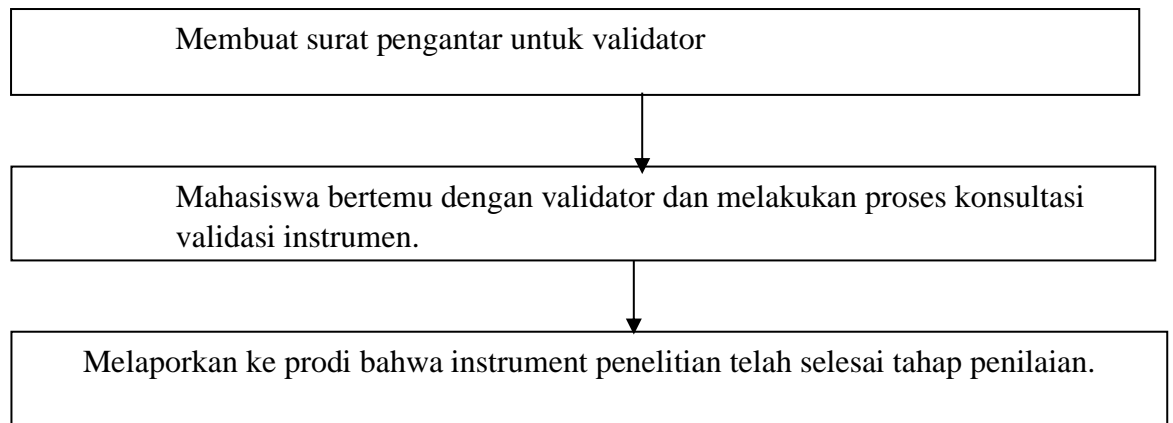 Membuat surat pengantar untuk validator
Mahasiswa bertemu dengan validator dan melakukan proses konsultasi
validasi instrumen.
Melaporkan ke prodi bahwa instrument penelitian telah selesai tahap penilaian.